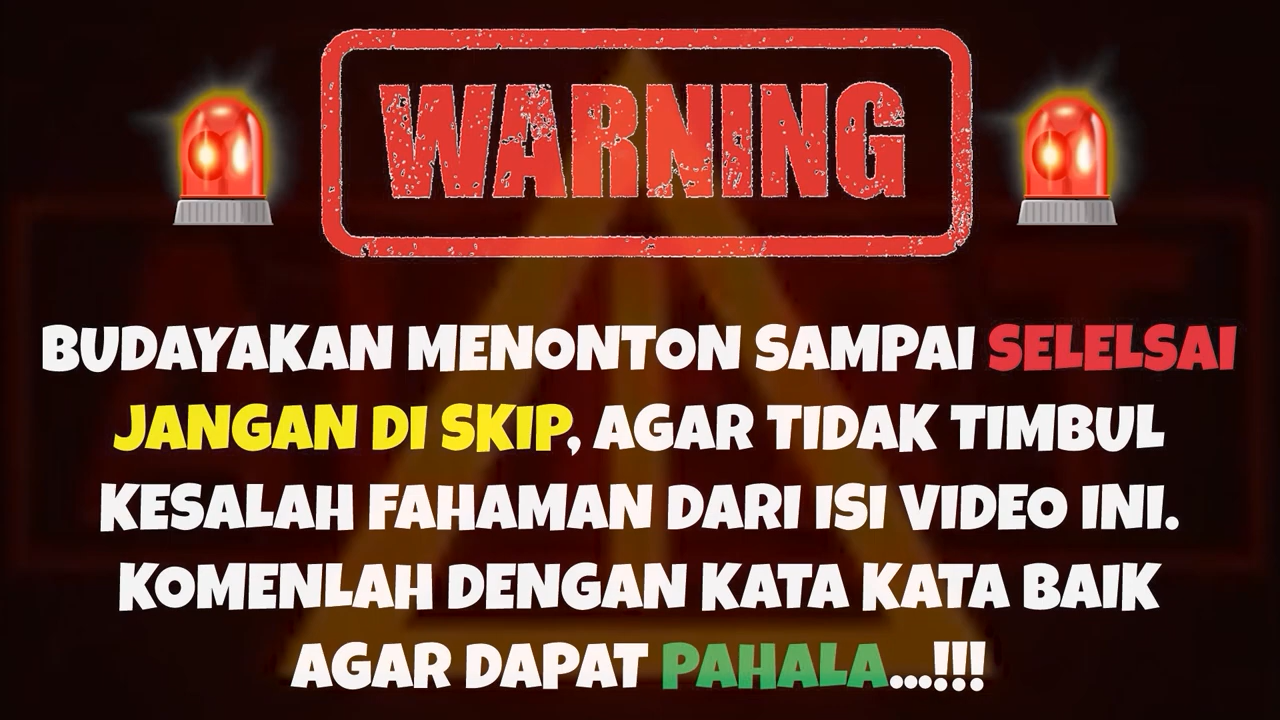 WARNING
BUDAYAKAN MENONTON SAMPAI SELELSAI
JANGAN DI SKIP, AGAR TIDAK TIMBUL
KESALAH FAHAMAN DARI ISI VIDEO INI.
KOMENLAH DENGAN KATA KATA BAIK
AGAR DAPAT PAHALA...!!!